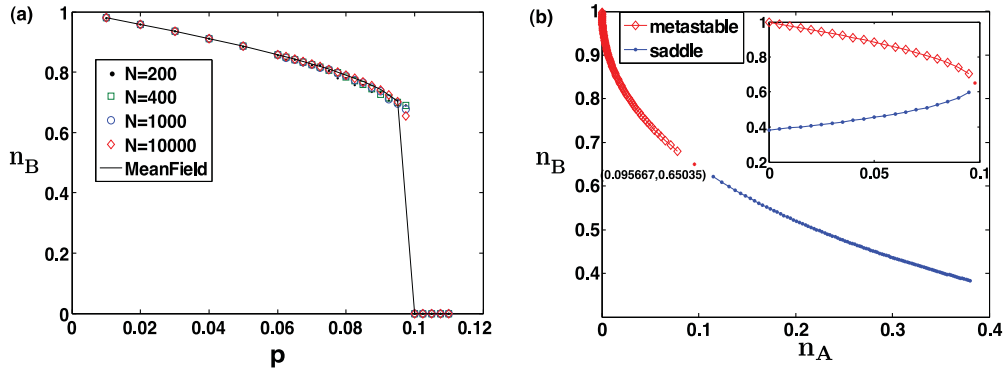 (a)
1
0.8
0.6
0.4
0.2
0
n_B
N=200
N=400
N=1000
N=10000
MeanField
0 0.02 0.04 0.06 0.08 0.1 0.12
p
(b)
1
0.9
0.8
0.7
0.6
0.5
0.4
n_B
metastable
saddle
1
0.8
0.6
0.4
0.2
0 0.05 0.1
(0.095667,0.65035)
0 0.1 0.2 0.3 0.4
n_A